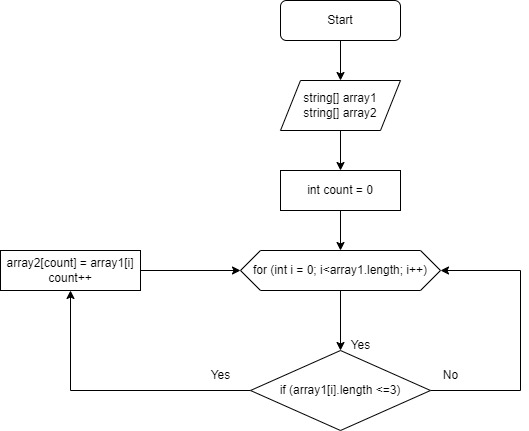 Start
string[] array1
string[] array2
int count = 0
array2[count] = array1[i]
count++
for (int i = 0; i<array1.length; i++)
Yes
Yes
No
if (array1[i].length <=3)